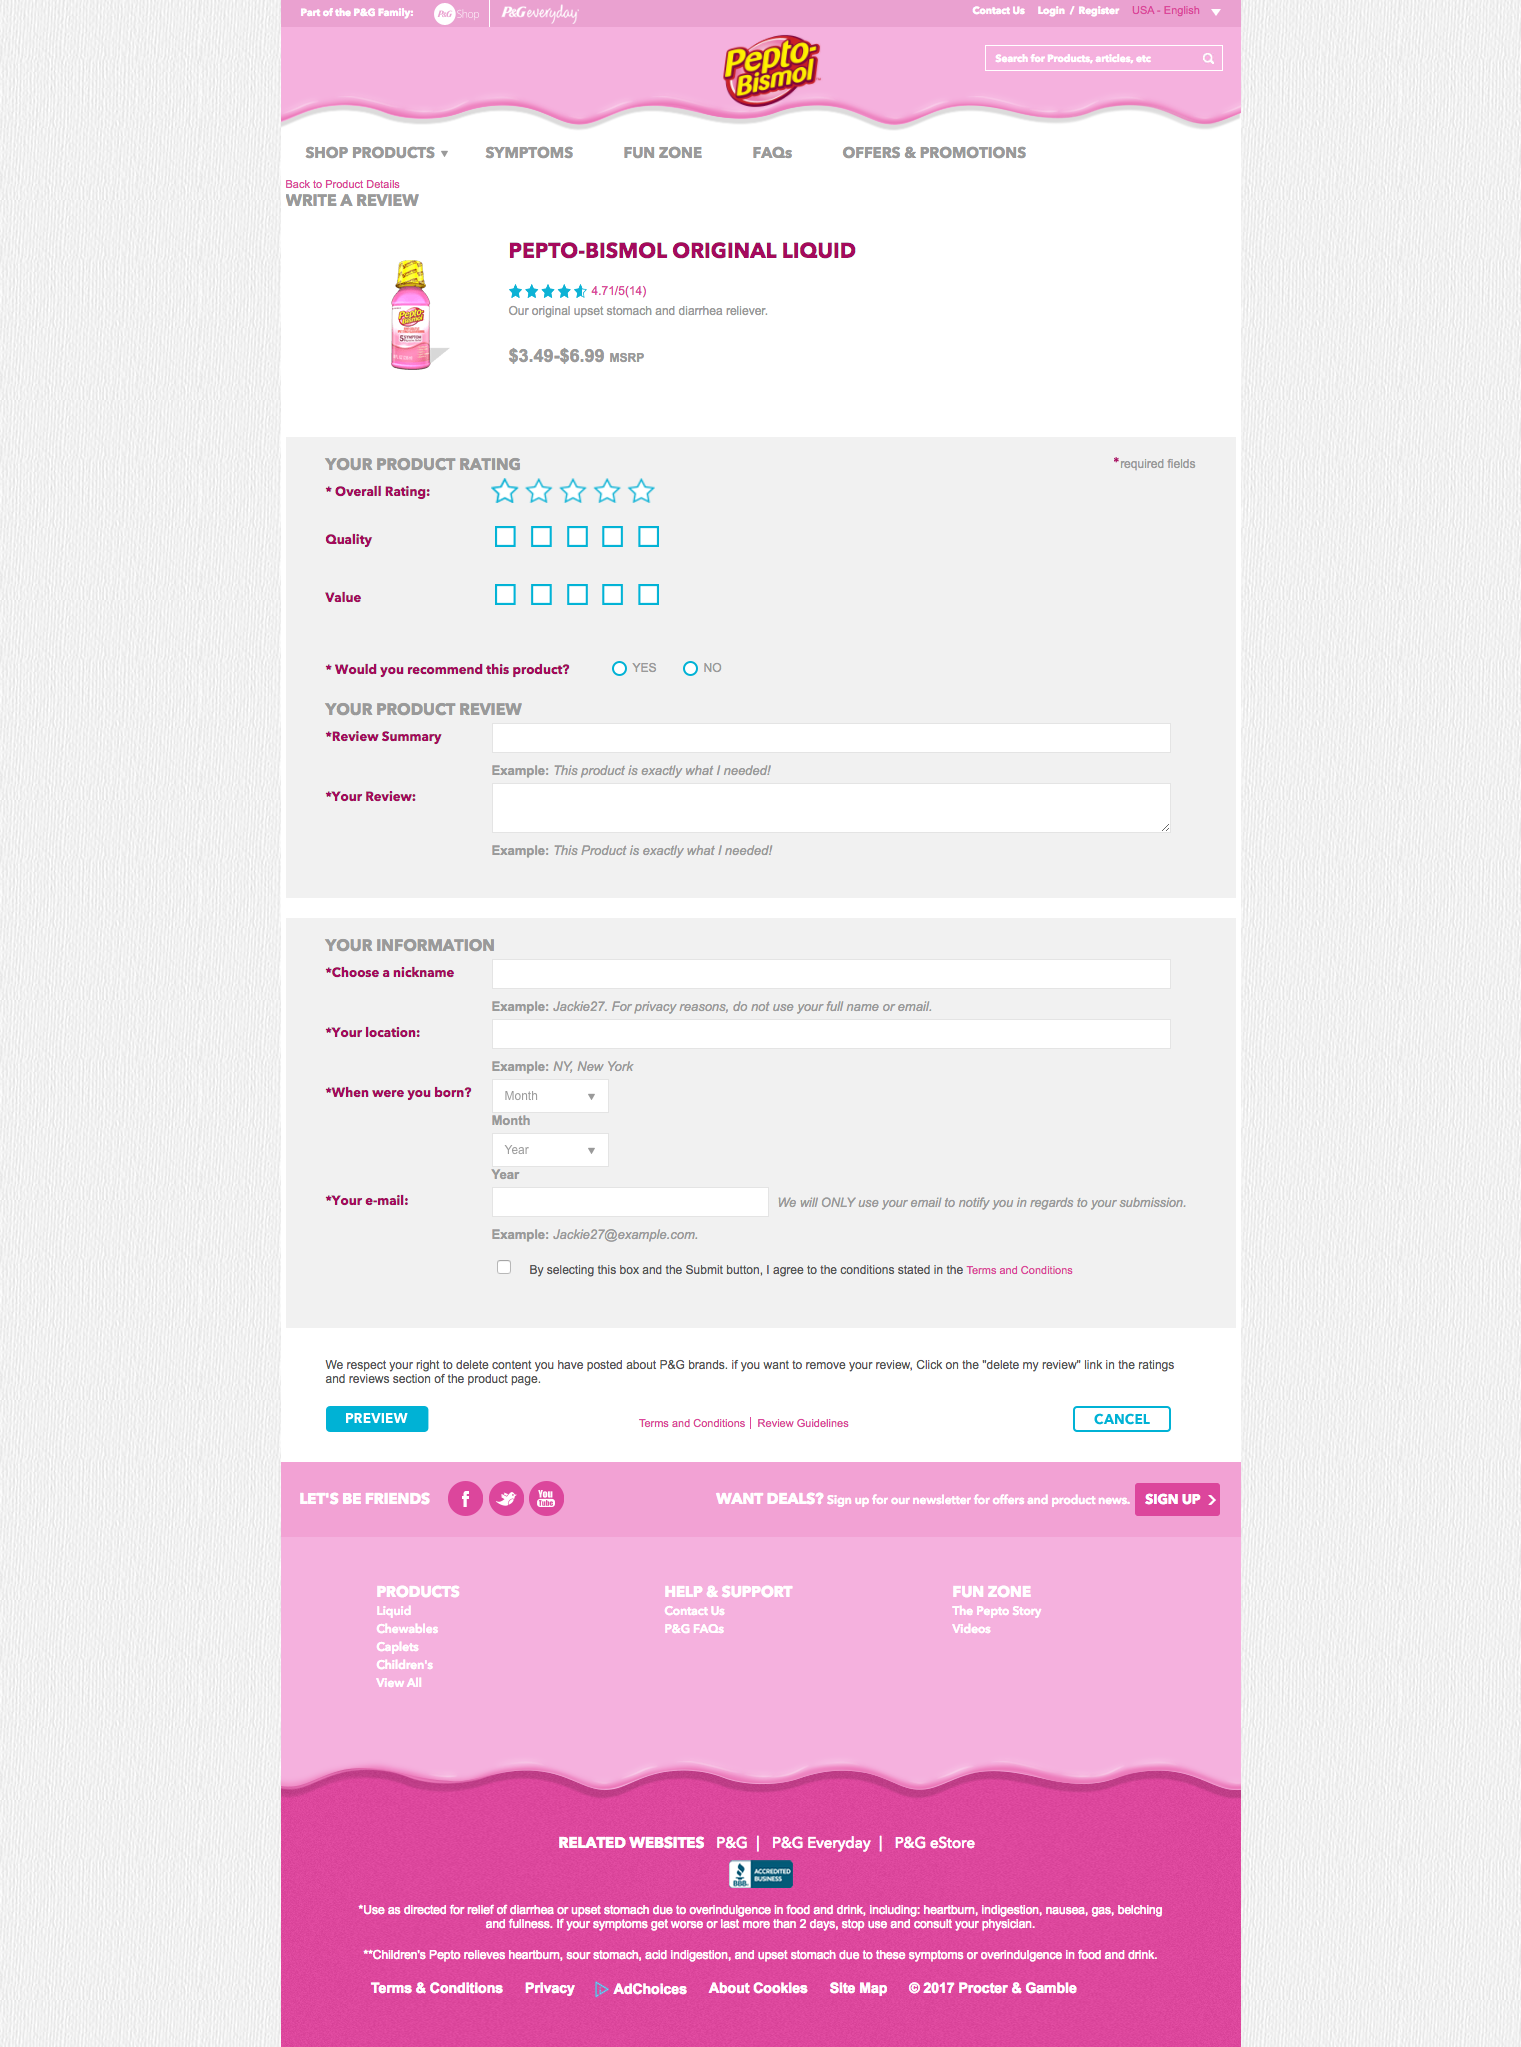 Part of the P&G Family: P&G Shop P&G everyday Contact Us Login / Register USA - English
Pepto-
Bismol
Search for Products, articles, etc
SHOP PRODUCTS ▼ SYMPTOMS FUN ZONE FAQs OFFERS & PROMOTIONS
Back to Product Details
WRITE A REVIEW
PEPTO-BISMOL ORIGINAL LIQUID
4.71/5(14)
Our original upset stomach and diarrhea reliever.
Pepto-
Bismol
5 SYMPTOM
$3.49-$6.99 MSRP
YOUR PRODUCT RATING
*required fields
* Overall Rating:
Quality
Value
* Would you recommend this product? YES NO
YOUR PRODUCT REVIEW
*Review Summary
Example: This product is exactly what I needed!
*Your Review:
Example: This Product is exactly what I needed!
YOUR INFORMATION
*Choose a nickname
Example: Jackie27. For privacy reasons, do not use your full name or email.
*Your location:
Example: NY, New York
*When were you born? Month ▼
Month
Year ▼
Year
*Your e-mail: We will ONLY use your email to notify you in regards to your submission.
Example: Jackie27@example.com.
By selecting this box and the Submit button, I agree to the conditions stated in the Terms and Conditions
We respect your right to delete content you have posted about P&G brands. if you want to remove your review, Click on the "delete my review" link in the ratings
and reviews section of the product page.
PREVIEW Terms and Conditions | Review Guidelines CANCEL
LET'S BE FRIENDS f You Tube WANT DEALS? Sign up for our newsletter for offers and product news. SIGN UP >
PRODUCTS HELP & SUPPORT FUN ZONE
Liquid Contact Us The Pepto Story
Chewables P&G FAQs Videos
Caplets
Children's
View All
RELATED WEBSITES P&G | P&G Everyday | P&G eStore
BBB. ACCREDITED BUSINESS
*Use as directed for relief of diarrhea or upset stomach due to overindulgence in food and drink, including: heartburn, indigestion, nausea, gas, belching
and fullness. If your symptoms get worse or last more than 2 days, stop use and consult your physician.
**Children's Pepto relieves heartburn, sour stomach, acid indigestion, and upset stomach due to these symptoms or overindulgence in food and drink.
Terms & Conditions Privacy AdChoices About Cookies Site Map © 2017 Procter & Gamble